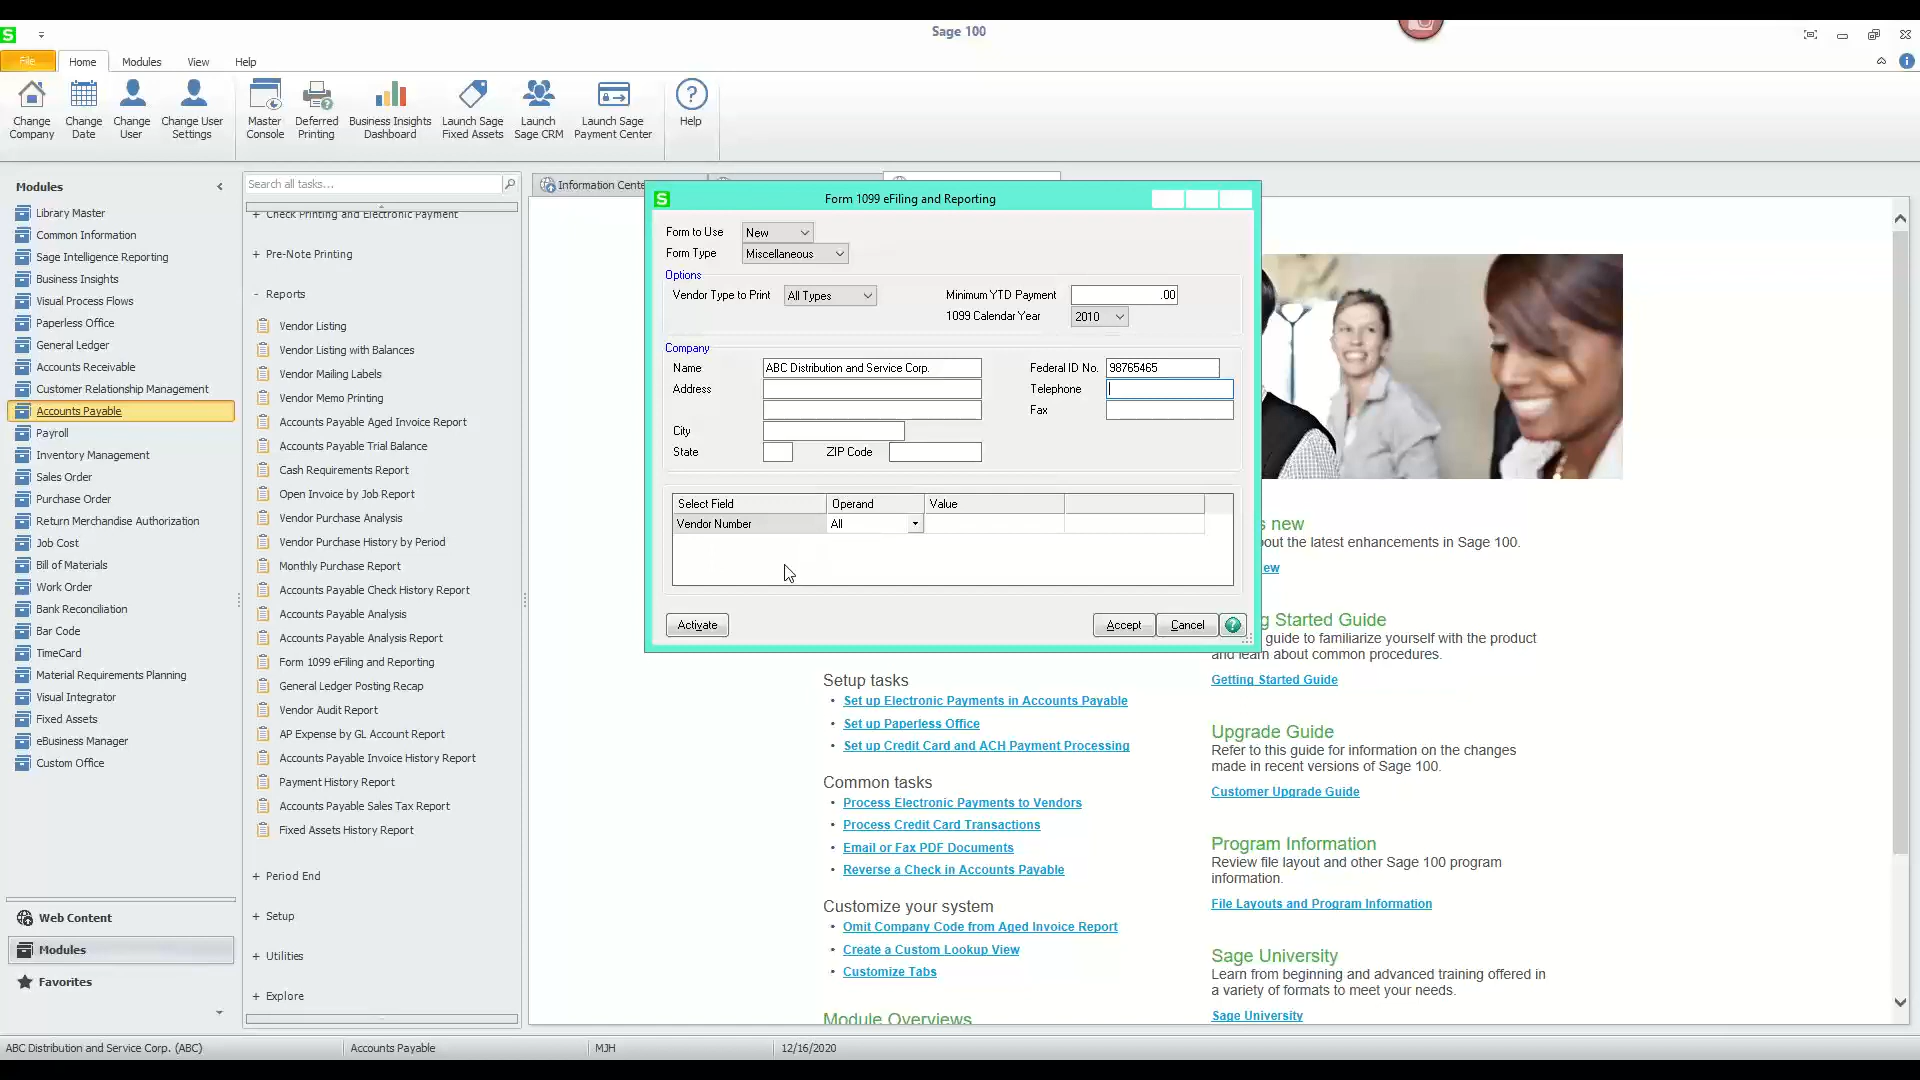 Sage 100
File
Home
Modules
View
Help
Change Company
Change Date
Change User
Change User Settings
Master Console
Deferred Printing
Business Insights Dashboard
Launch Sage Fixed Assets
Launch Sage CRM
Launch Sage Payment Center
Help
Modules
Library Master
Common Information
Sage Intelligence Reporting
Business Insights
Visual Process Flows
Paperless Office
General Ledger
Accounts Receivable
Customer Relationship Management
Accounts Payable
Payroll
Inventory Management
Sales Order
Purchase Order
Return Merchandise Authorization
Job Cost
Bill of Materials
Work Order
Bank Reconciliation
Bar Code
TimeCard
Material Requirements Planning
Visual Integrator
Fixed Assets
eBusiness Manager
Custom Office
Web Content
Modules
Favorites
Search all tasks...
+ Check Printing and Electronic Payment
+ Pre-Note Printing
- Reports
Vendor Listing
Vendor Listing with Balances
Vendor Mailing Labels
Vendor Memo Printing
Accounts Payable Aged Invoice Report
Accounts Payable Trial Balance
Cash Requirements Report
Open Invoice by Job Report
Vendor Purchase Analysis
Vendor Purchase History by Period
Monthly Purchase Report
Accounts Payable Check History Report
Accounts Payable Analysis
Accounts Payable Analysis Report
Form 1099 eFiling and Reporting
General Ledger Posting Recap
Vendor Audit Report
AP Expense by GL Account Report
Accounts Payable Invoice History Report
Payment History Report
Accounts Payable Sales Tax Report
Fixed Assets History Report
+ Period End
+ Setup
+ Utilities
+ Explore
Information Cente
S
Form 1099 eFiling and Reporting
Form to Use New
Form Type Miscellaneous
Options
Vendor Type to Print All Types
Minimum YTD Payment .00
1099 Calendar Year 2010
Company
Name ABC Distribution and Service Corp.
Federal ID No. 98765465
Address
Telephone
Fax
City
State
ZIP Code
Select Field Operand Value
Vendor Number All
Activate
Accept
Cancel
Setup tasks
• Set up Electronic Payments in Accounts Payable
• Set up Paperless Office
• Set up Credit Card and ACH Payment Processing
Common tasks
• Process Electronic Payments to Vendors
• Process Credit Card Transactions
• Email or Fax PDF Documents
• Reverse a Check in Accounts Payable
Customize your system
• Omit Company Code from Aged Invoice Report
• Create a Custom Lookup View
• Customize Tabs
Module Overviews
s new
out the latest enhancements in Sage 100.
ew
g Started Guide
guide to familiarize yourself with the product
and learn about common procedures.
Getting Started Guide
Upgrade Guide
Refer to this guide for information on the changes
made in recent versions of Sage 100.
Customer Upgrade Guide
Program Information
Review file layout and other Sage 100 program
information.
File Layouts and Program Information
Sage University
Learn from beginning and advanced training offered in
a variety of formats to meet your needs.
Sage University
ABC Distribution and Service Corp. (ABC)
Accounts Payable
MJH
12/16/2020